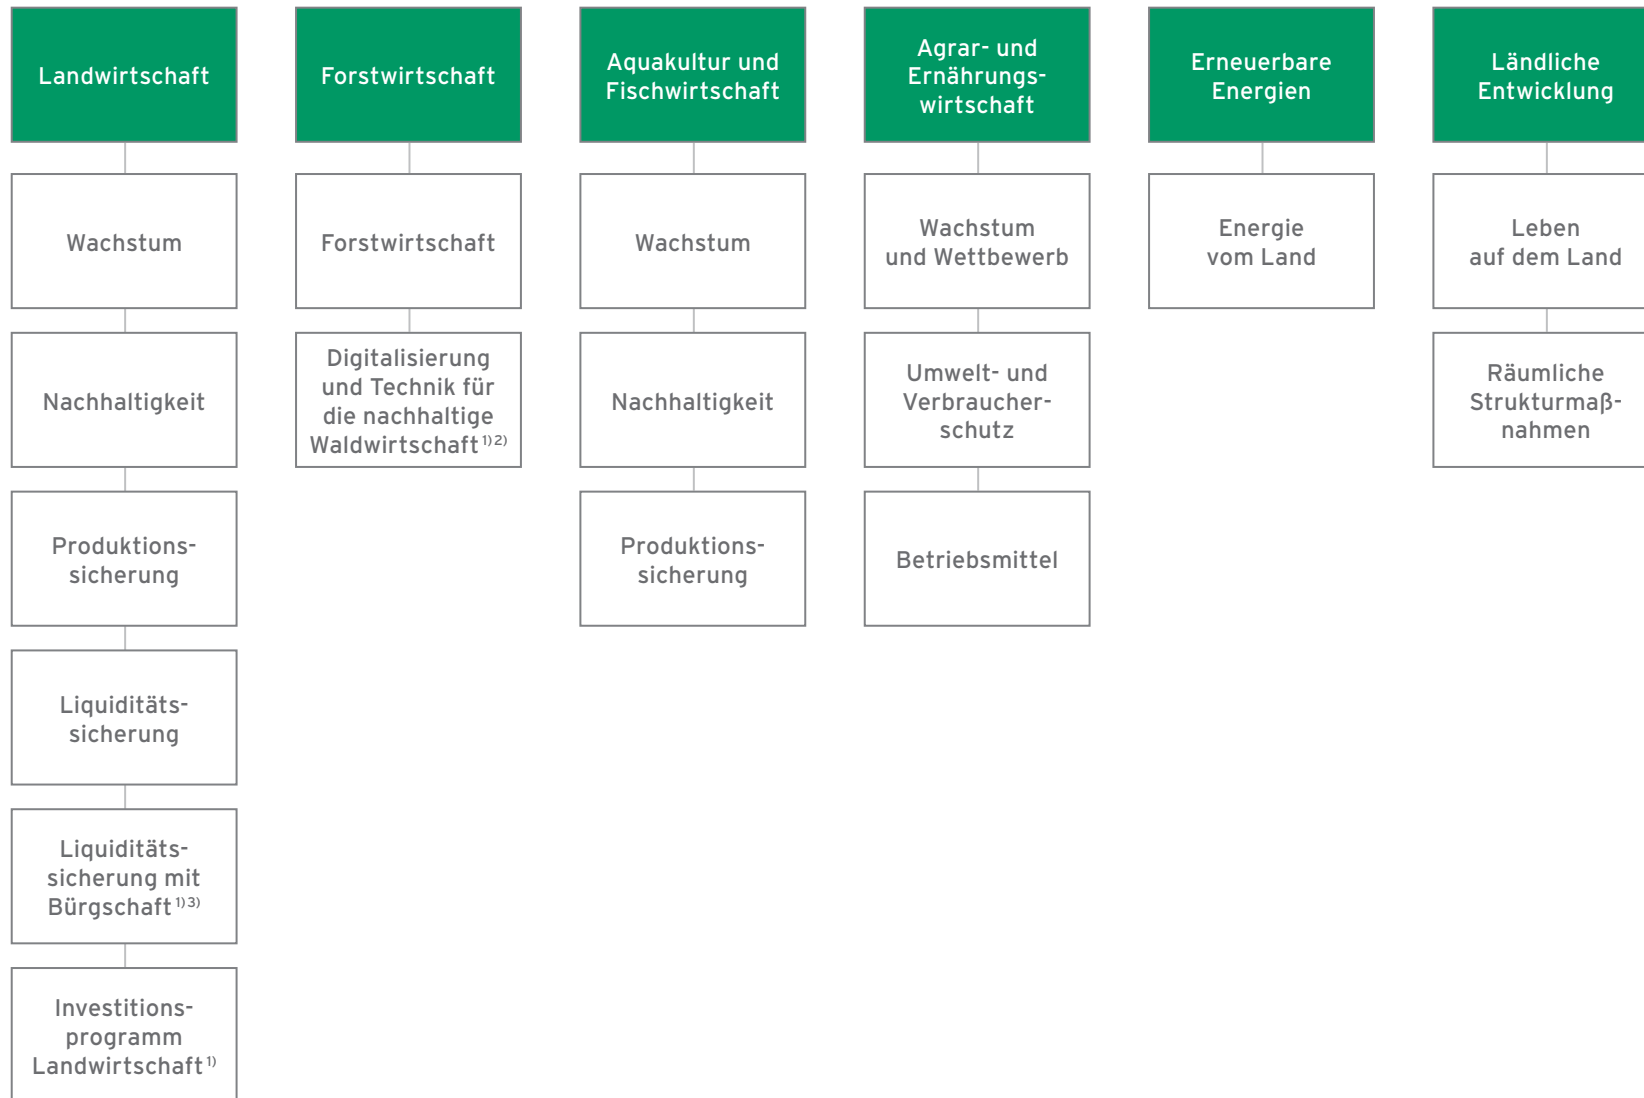 Landwirtschaft
Wachstum
Nachhaltigkeit
Produktions-
sicherung
Liquiditäts-
sicherung
Liquiditäts-
sicherung mit
Bürgschaft 1) 3)
Investitions-
programm
Landwirtschaft 1)
Forstwirtschaft
Forstwirtschaft
Digitalisierung
und Technik für
die nachhaltige
Waldwirtschaft 1) 2)
Aquakultur und
Fischwirtschaft
Wachstum
Nachhaltigkeit
Produktions-
sicherung
Agrar- und
Ernährungs-
wirtschaft
Wachstum
und Wettbewerb
Umwelt- und
Verbraucher-
schutz
Betriebsmittel
Erneuerbare
Energien
Energie
vom Land
Ländliche
Entwicklung
Leben
auf dem Land
Räumliche
Strukturmaß-
nahmen